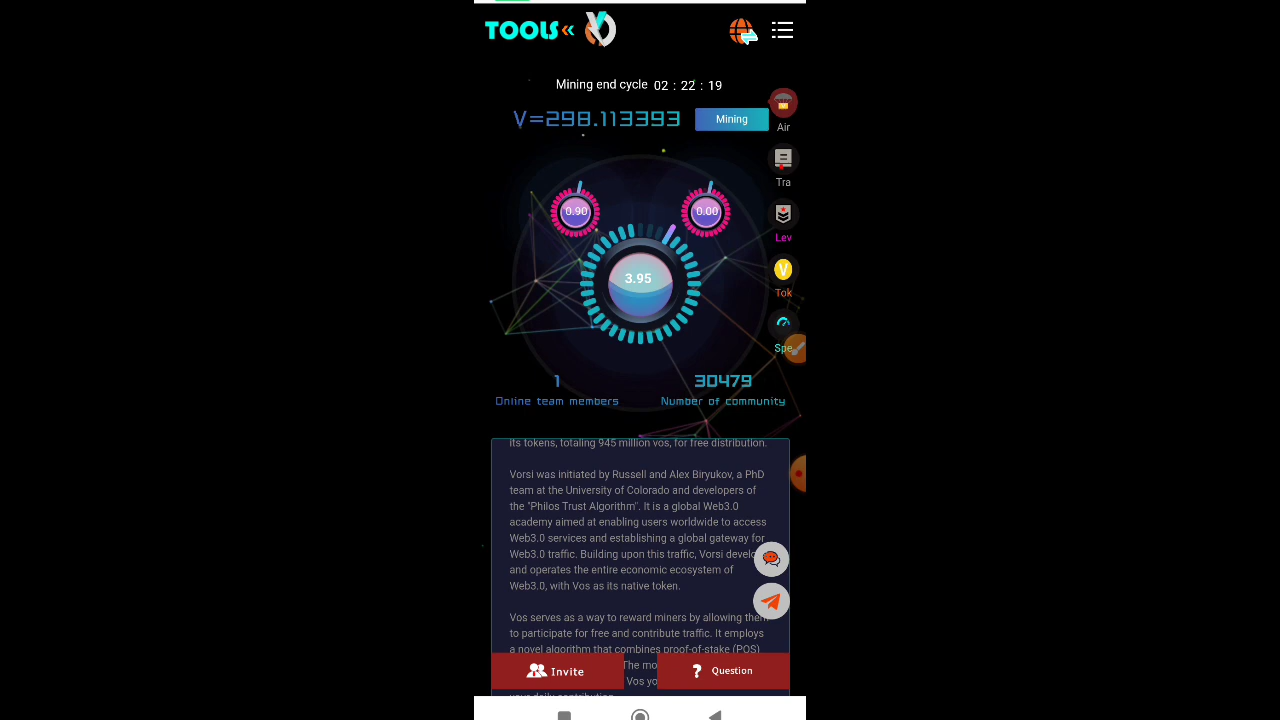 TOOLS «
Mining end cycle 02 : 22 : 19
V=298.113393
Mining
Air
Tra
0.90
0.00
Lev
3.95
V
Tok
Spe
1
30479
Online team members
Number of community
its tokens, totaling 945 million vos, for free distribution.
Vorsi was initiated by Russell and Alex Biryukov, a PhD
team at the University of Colorado and developers of
the "Philos Trust Algorithm". It is a global Web3.0
academy aimed at enabling users worldwide to access
Web3.0 services and establishing a global gateway for
Web3.0 traffic. Building upon this traffic, Vorsi develo
and operates the entire economic ecosystem of
Web3.0, with Vos as its native token.
Vos serves as a way to reward miners by allowing them
to participate for free and contribute traffic. It employs
a novel algorithm that combines proof-of-stake (POS)
The mo
Vos yo
Invite
? Question